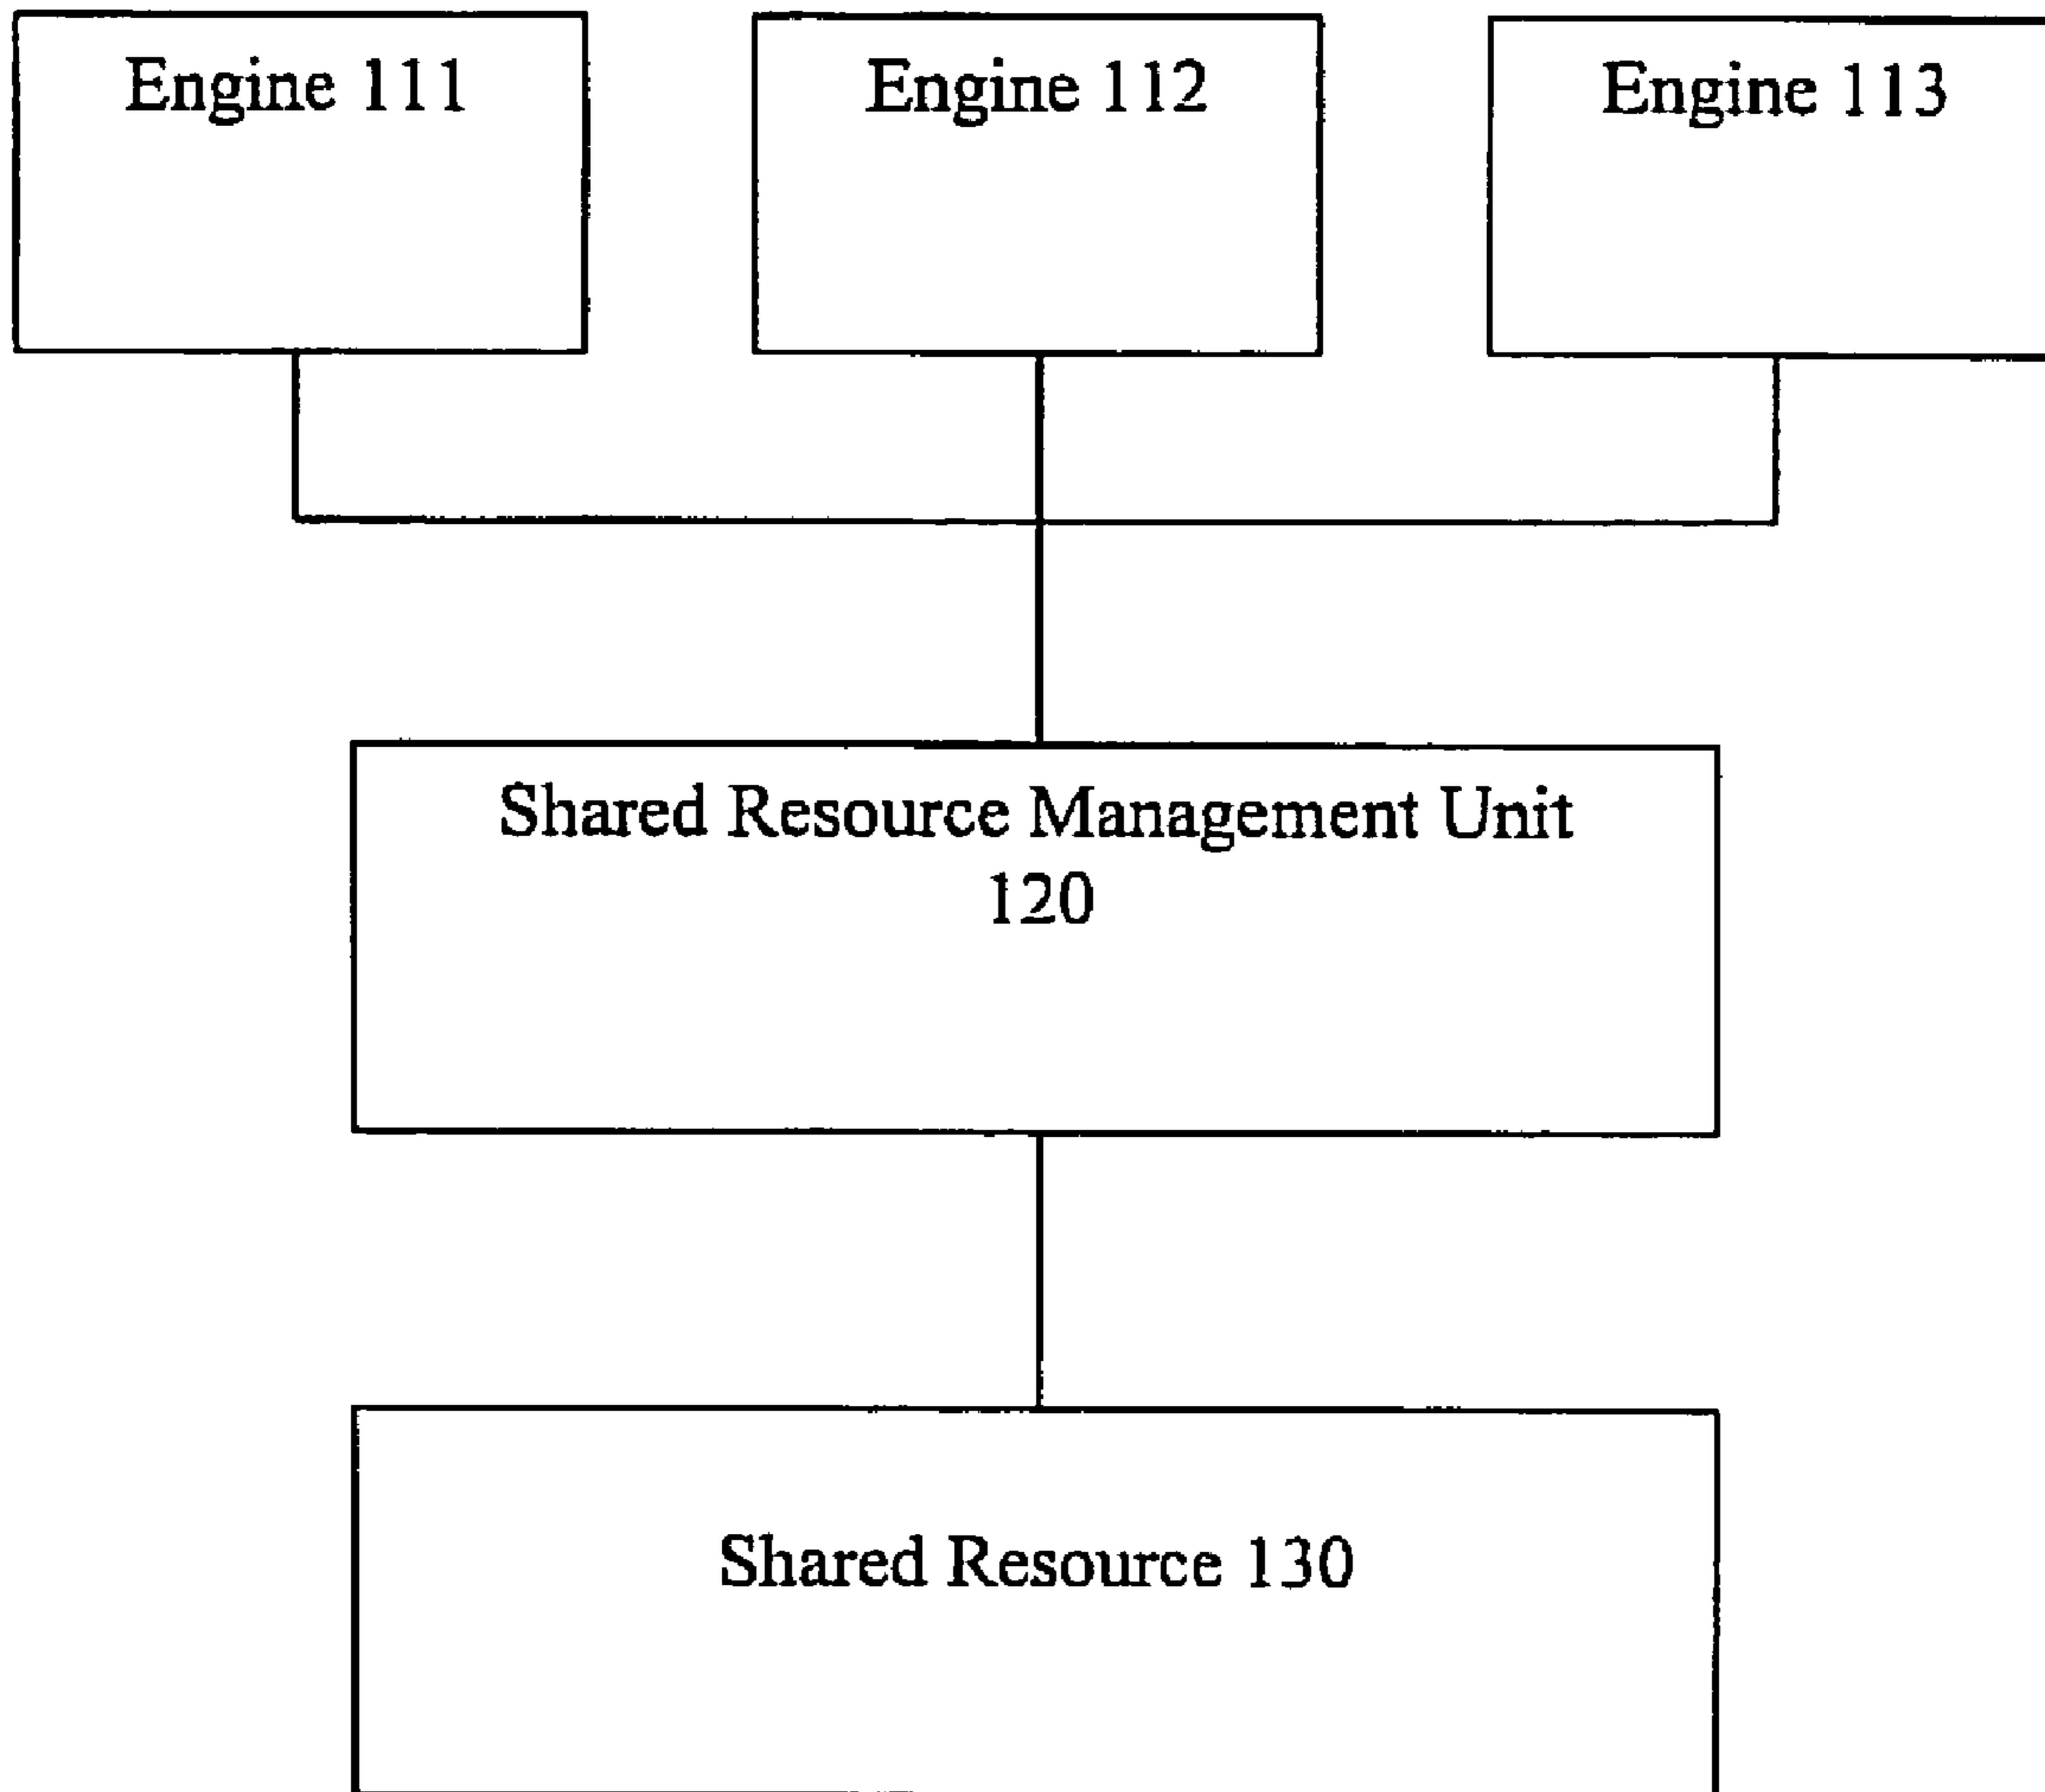 Engine 111
Engine 112
Engine 113
Shared Resource Management Unit
120
Shared Resource 130